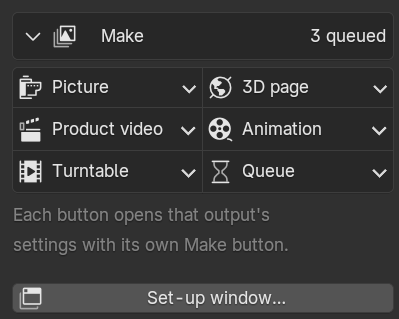 Make 3 queued
Picture 3D page
Product video Animation
Turntable Queue
Each button opens that output's
settings with its own Make button.
Set-up window...